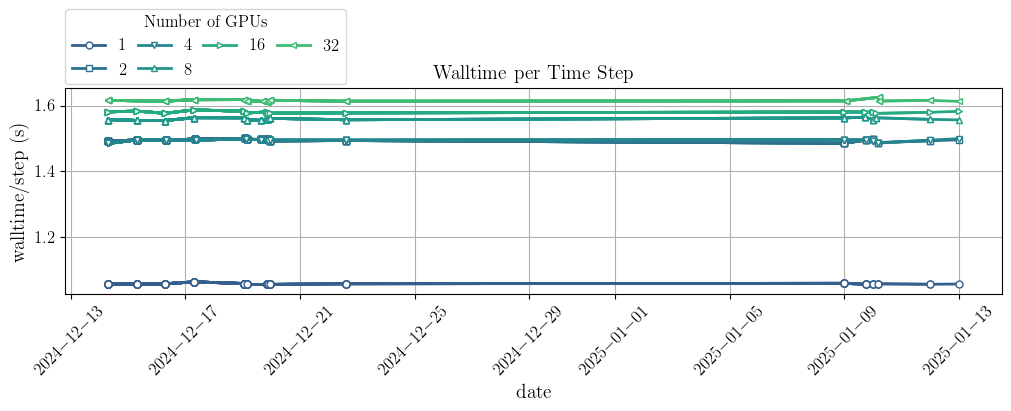 Number of GPUs
1 4 16 32
2 8
Walltime per Time Step
walltime/step (s)
1.6
1.4
1.2
2024−12−13 2024−12−17 2024−12−21 2024−12−25 2024−12−29 2025−01−01 2025−01−05 2025−01−09 2025−01−13
date